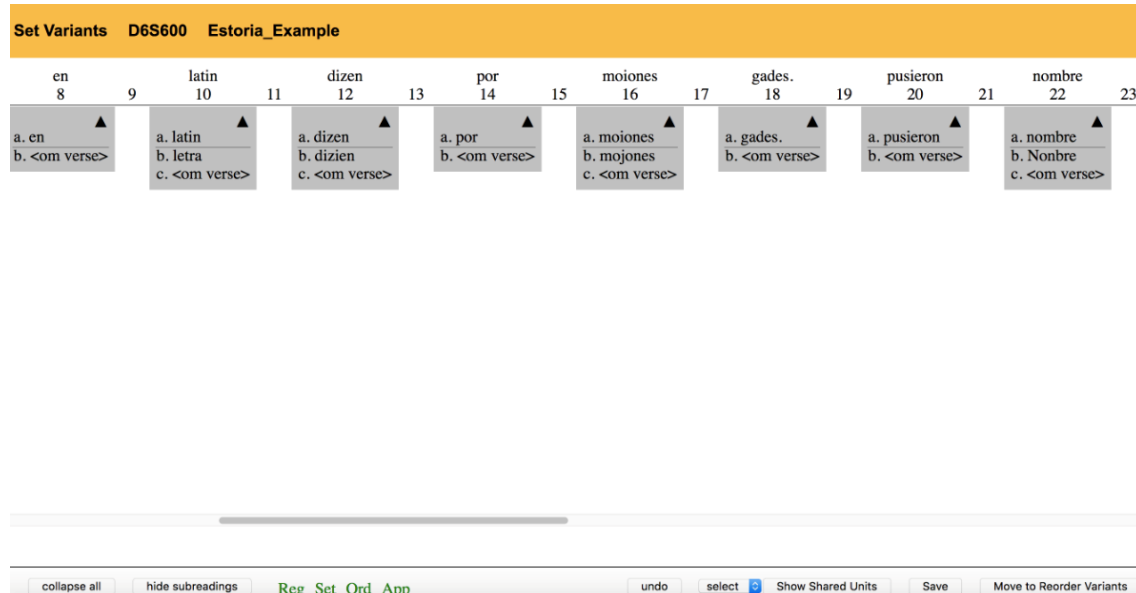 Set Variants D6S600 Estoria_Example
en latin dizen por moiones gades. pusieron nombre
8 9 10 11 12 13 14 15 16 17 18 19 20 21 22 23
▲ ▲ ▲ ▲ ▲ ▲ ▲ ▲
a. en a. latin a. dizen a. por a. moiones a. gades. a. pusieron a. nombre
b. <om verse> b. letra b. dizien b. <om verse> b. mojones b. <om verse> b. <om verse> b. Nonbre
c. <om verse> c. <om verse> c. <om verse> c. <om verse>
collapse all hide subreadings Reg Set Ord App undo select Show Shared Units Save Move to Reorder Variants